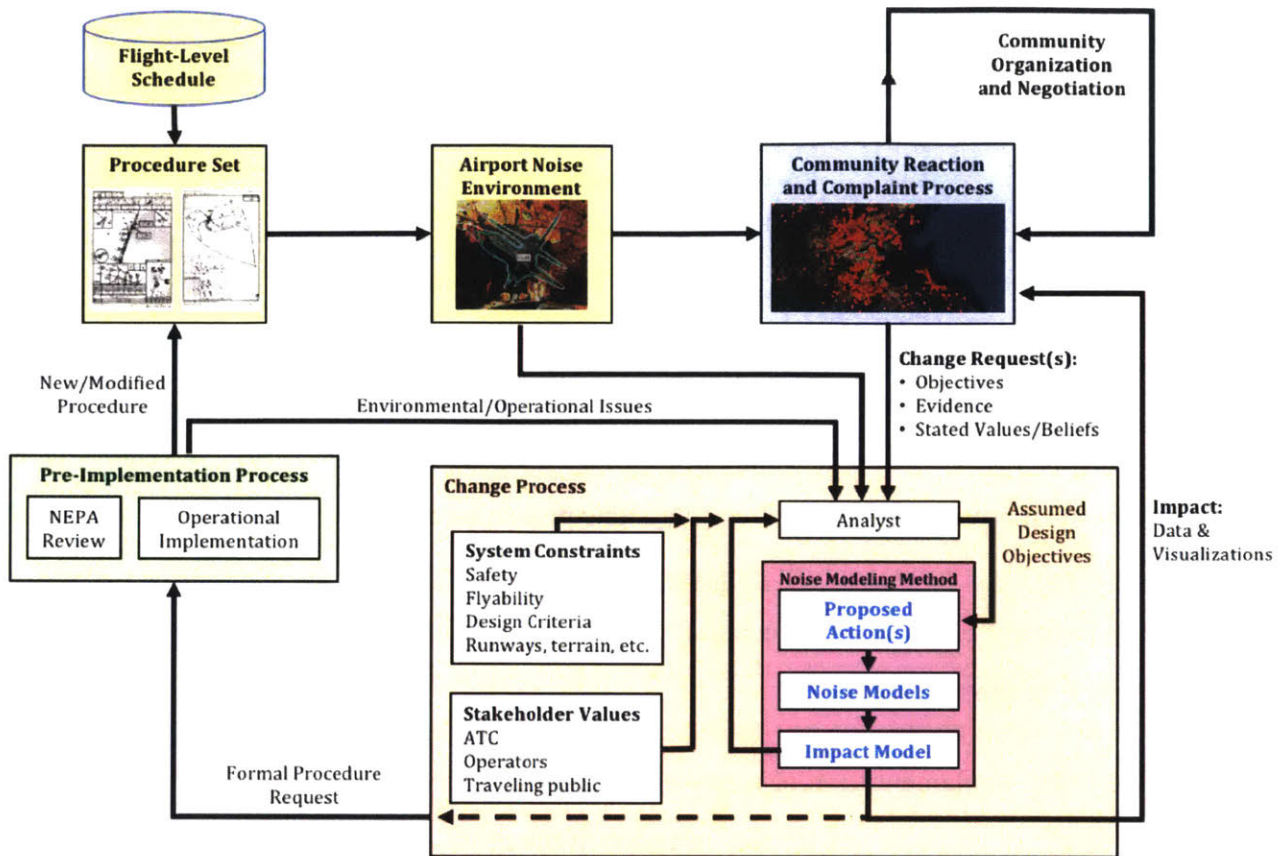 Flight-Level
Schedule
Community
Organization
and Negotiation
Procedure Set
Airport Noise
Environment
Community Reaction
and Complaint Process
New/Modified
Procedure
Environmental/Operational Issues
Change Request(s):
• Objectives
• Evidence
• Stated Values/Beliefs
Pre-Implementation Process
NEPA
Review
Operational
Implementation
Change Process
Analyst
Assumed
Design
Objectives
Impact:
Data &
Visualizations
System Constraints
Safety
Flyability
Design Criteria
Runways, terrain, etc.
Noise Modeling Method
Proposed
Action(s)
Noise Models
Impact Model
Stakeholder Values
ATC
Operators
Traveling public
Formal Procedure
Request